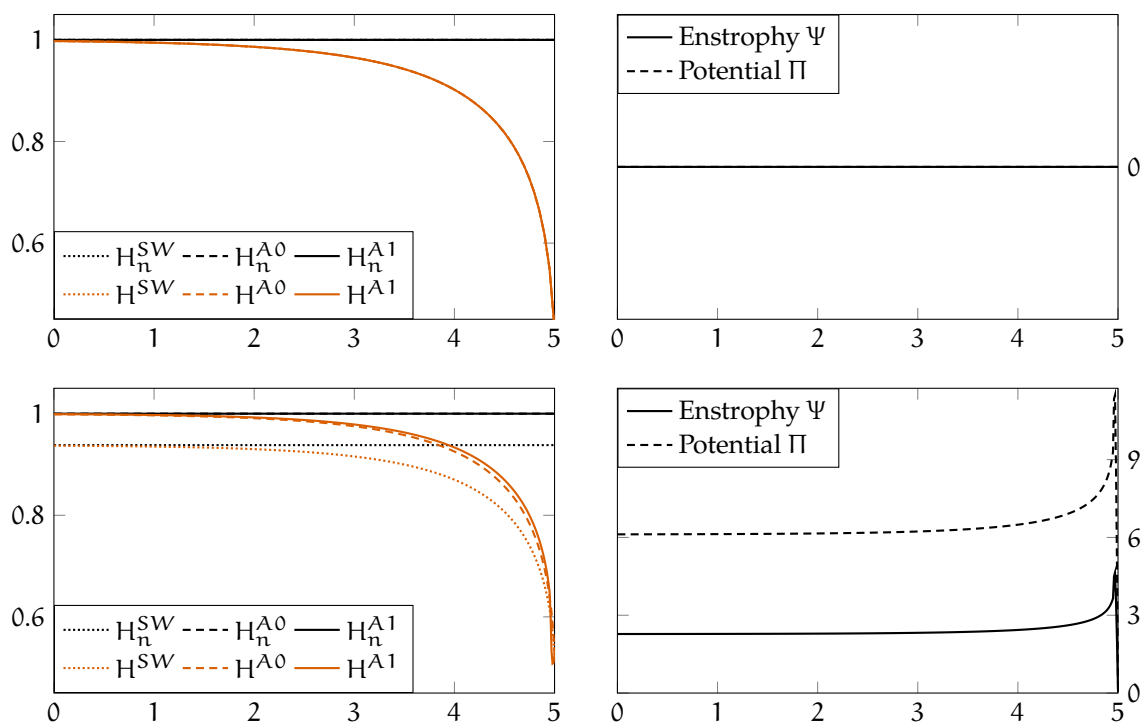 1
0.8
0.6
H_n^{SW} H_n^{A0} H_n^{A1}
H^{SW} H^{A0} H^{A1}
0 1 2 3 4 5
Enstrophy Ψ
Potential Π
0
0 1 2 3 4 5
1
0.8
0.6
H_n^{SW} H_n^{A0} H_n^{A1}
H^{SW} H^{A0} H^{A1}
0 1 2 3 4 5
Enstrophy Ψ
Potential Π
9
6
3
0
0 1 2 3 4 5